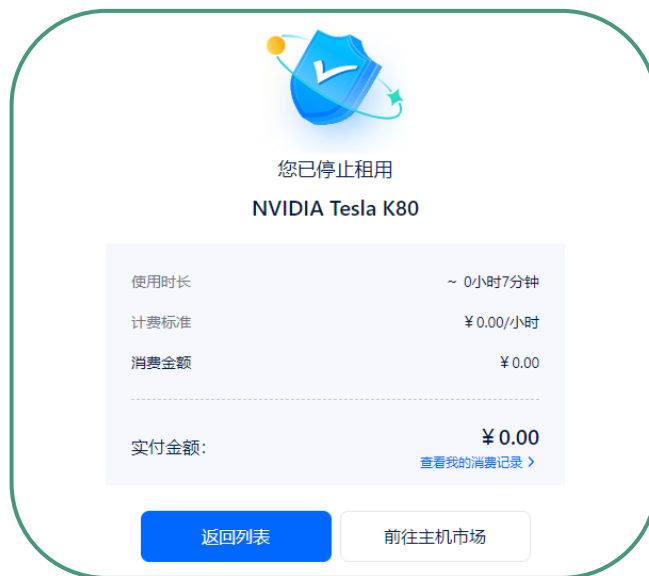 您已停止租用
NVIDIA Tesla K80
使用时长 ~ 0小时7分钟
计费标准 ¥0.00/小时
消费金额 ¥0.00
实付金额: ¥0.00
查看我的消费记录 >
返回列表 前往主机市场